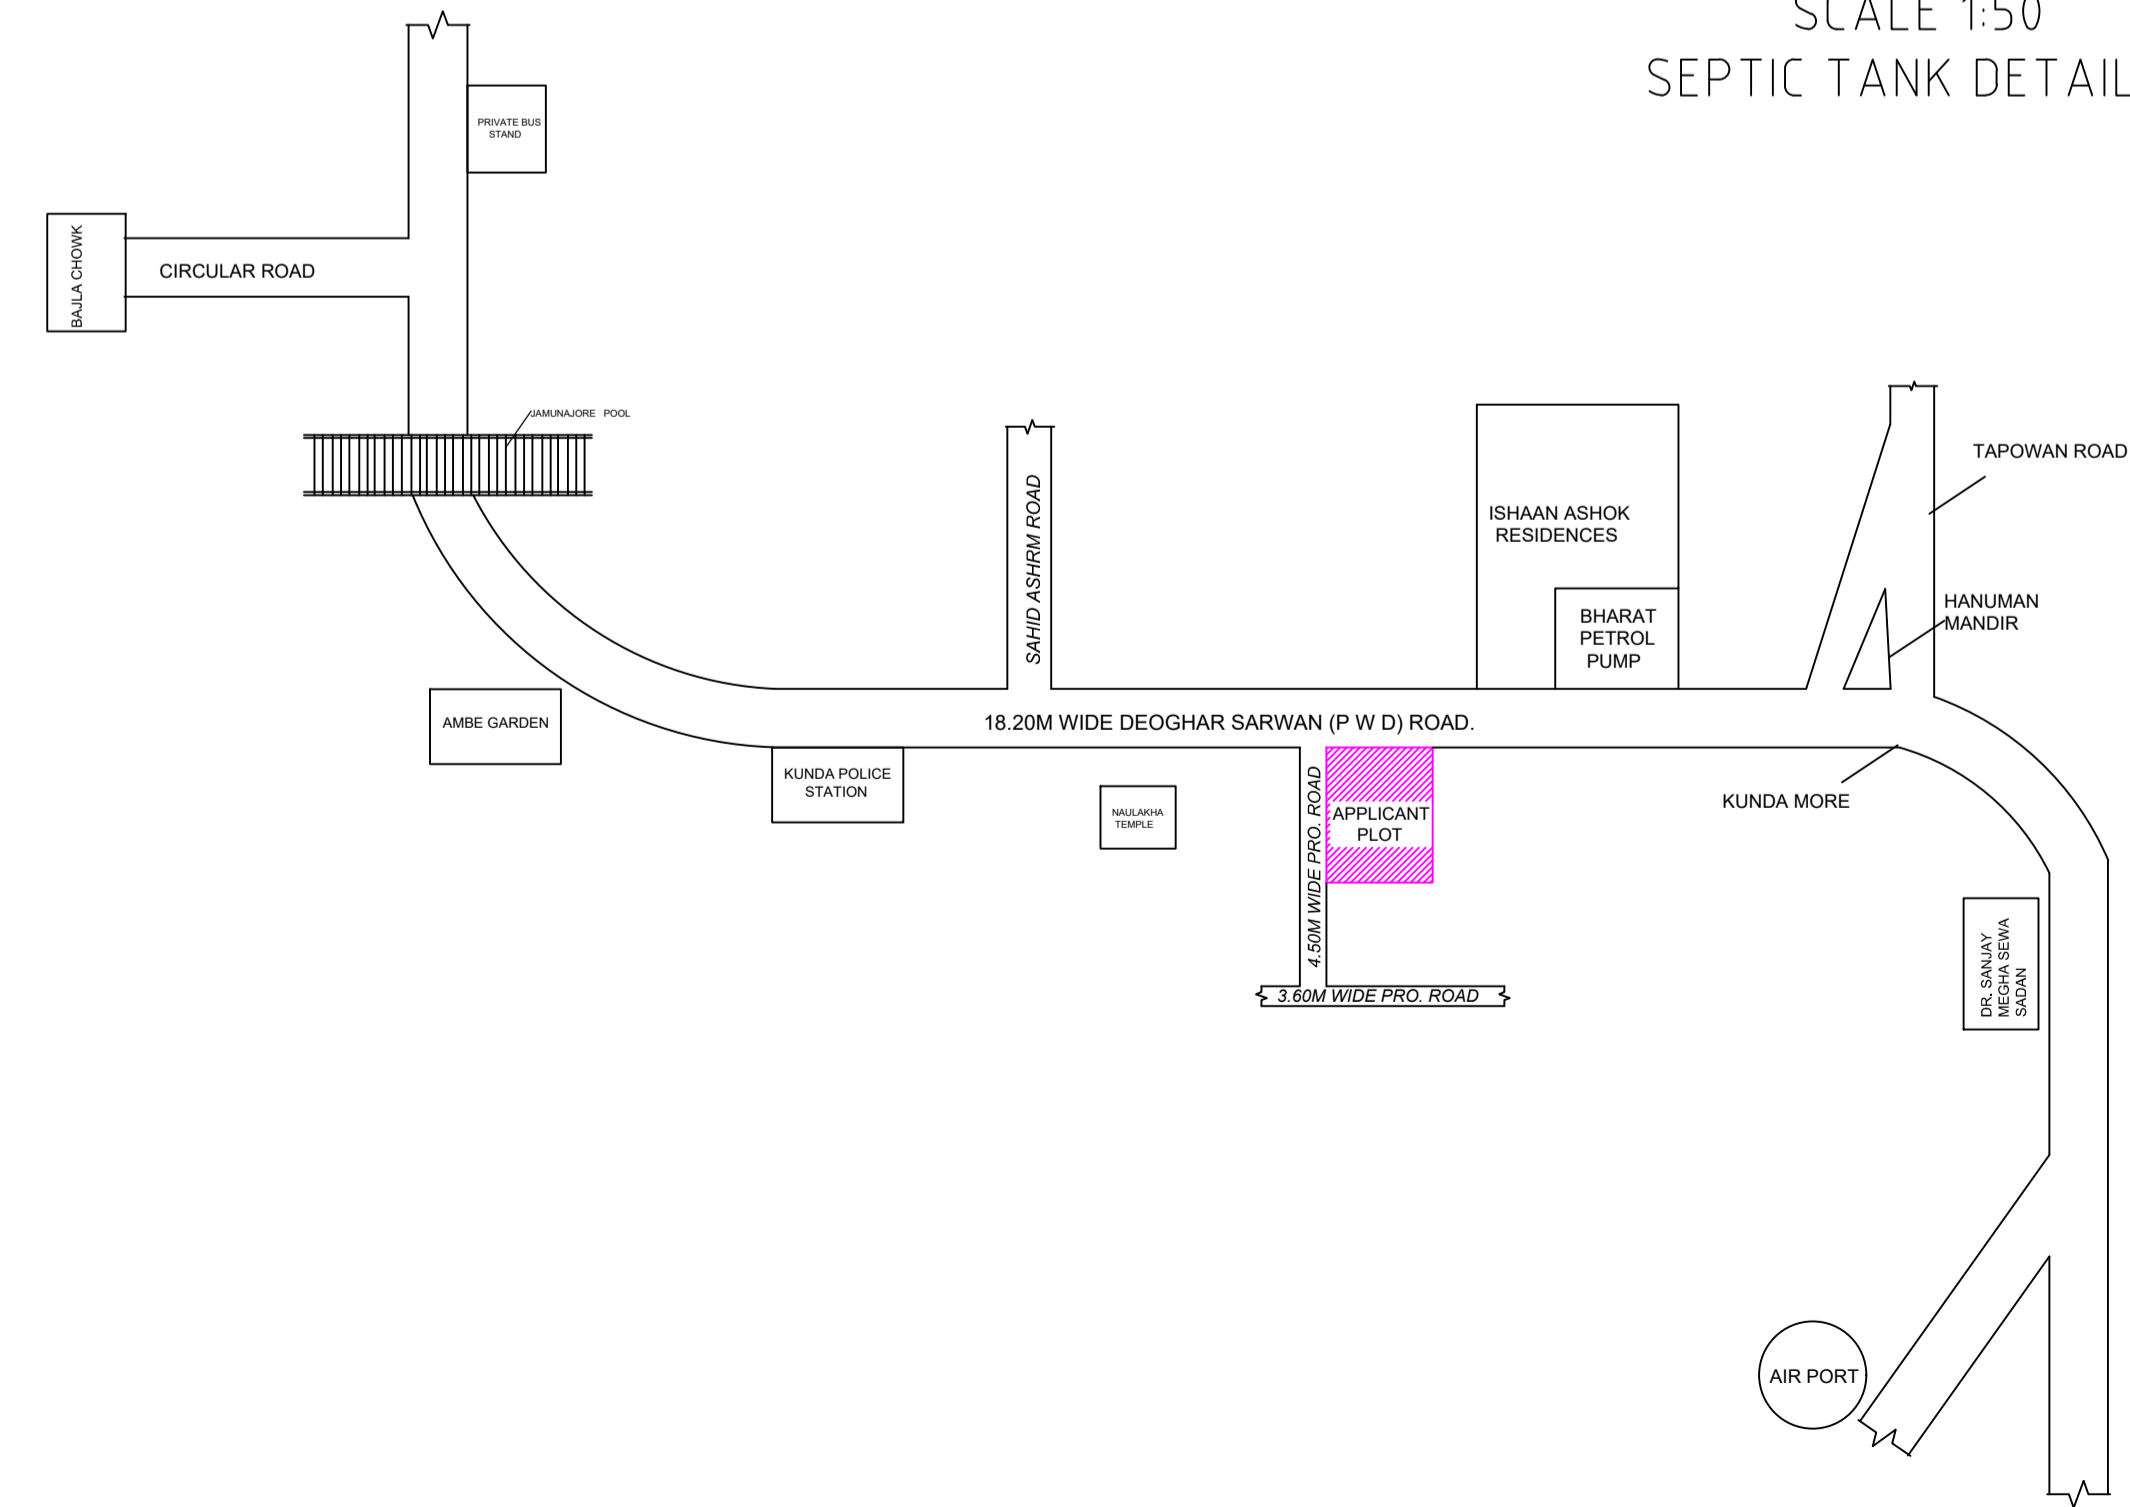 SCALE 1:50
SEPTIC TANK DETAIL
PRIVATE BUS
STAND
BAJLA CHOWK
CIRCULAR ROAD
JAMUNAJORE POOL
SAHID ASHRM ROAD
ISHAAN ASHOK
RESIDENCES
BHARAT
PETROL
PUMP
TAPOWAN ROAD
HANUMAN
MANDIR
AMBE GARDEN
18.20M WIDE DEOGHAR SARWAN (P W D) ROAD.
KUNDA POLICE
STATION
NAULAKHA
TEMPLE
4.50M WIDE PRO. ROAD
APPLICANT
PLOT
KUNDA MORE
3.60M WIDE PRO. ROAD
DR. SANJAY
MEGHA SEWA
SADAN
AIR PORT